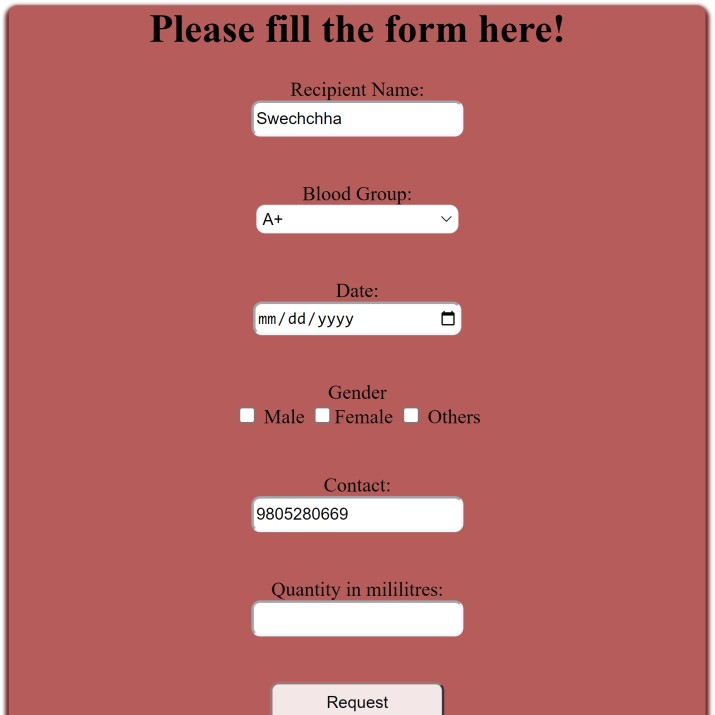 Please fill the form here!
Recipient Name:
Swechchha
Blood Group:
A+
Date:
mm/dd/yyyy
Gender
Male Female Others
Contact:
9805280669
Quantity in mililitres:
Request